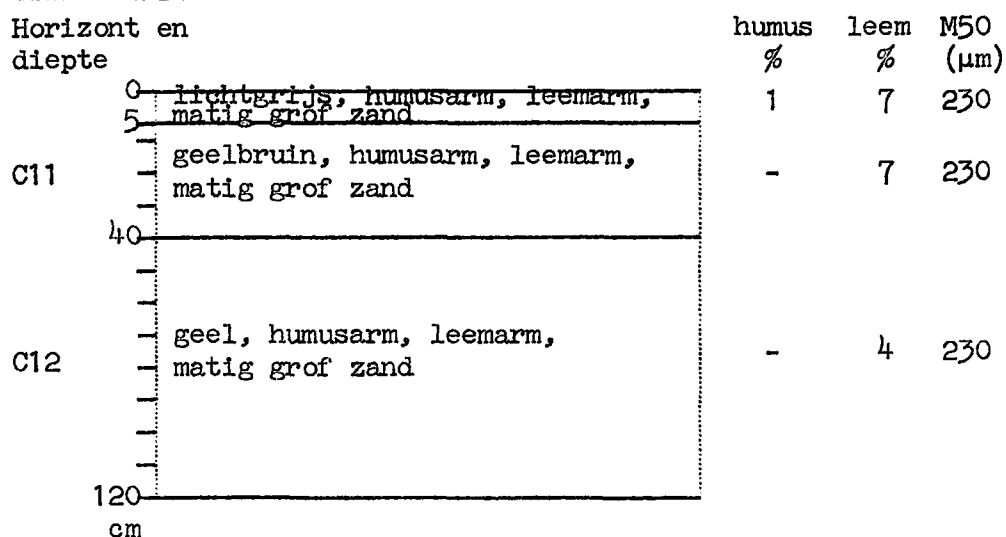 Horizont en humus leem M50
diepte % % (µm)
0 lichtgrijs, humusarm, leemarm, 1 7 230
5 matig grof zand
geelbruin, humusarm, leemarm,
C11 - 7 230
matig grof zand
40
geel, humusarm, leemarm,
C12 - 4 230
matig grof zand
120
cm